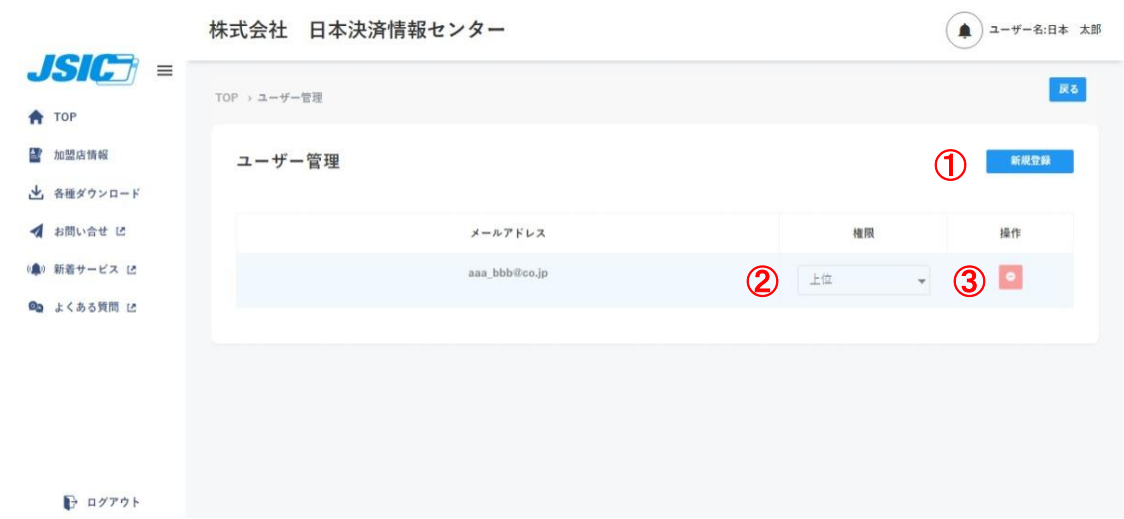 株式会社　日本決済情報センター
ユーザー名:日本　太郎
JSIC
TOP
加盟店情報
各種ダウンロード
お問い合せ
新着サービス
よくある質問
ログアウト
TOP > ユーザー管理
戻る
ユーザー管理
① 新規登録
メールアドレス 権限 操作
aaa_bbb@co.jp ② 上位 ③